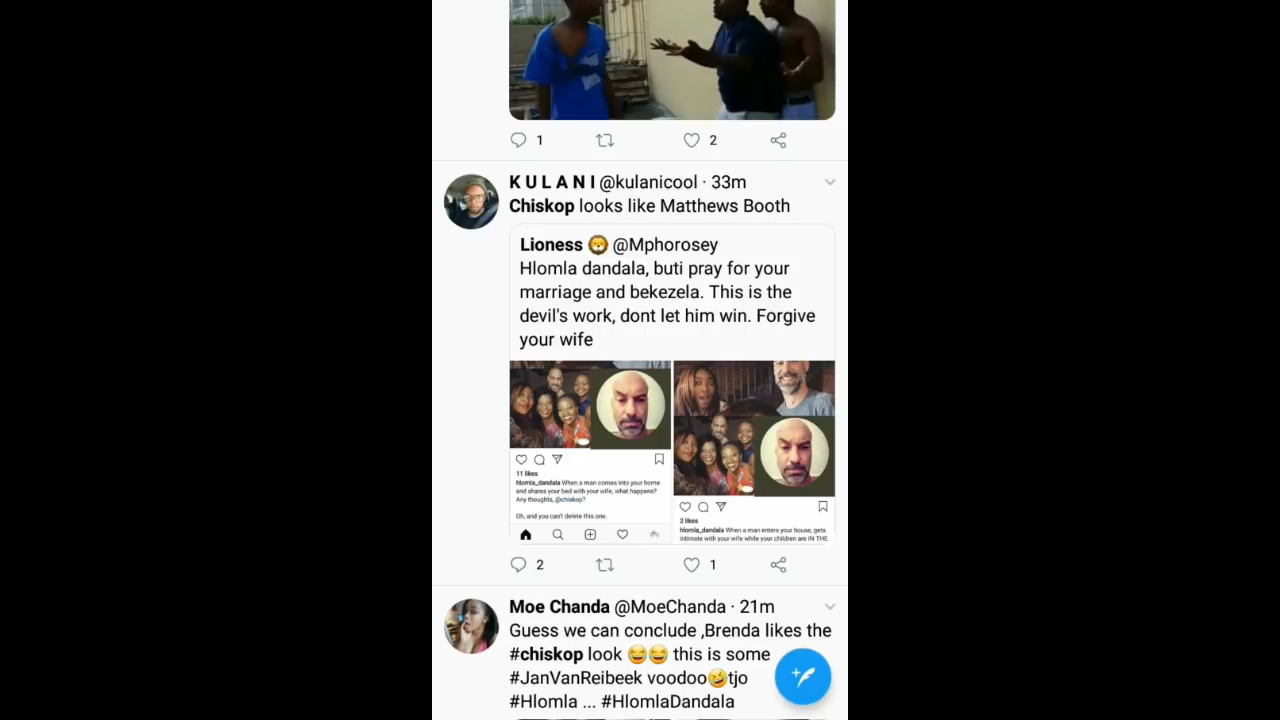 1
2
K U L A N I @kulanicool · 33m
Chiskop looks like Matthews Booth
Lioness 🦁 @Mphorosey
Hlomla dandala, buti pray for your
marriage and bekezela. This is the
devil's work, dont let him win. Forgive
your wife
11 likes
hlomla_dandala When a man comes into your home
and shares your bed with your wife, what happens?
Any thoughts, @chiskop?
Oh, and you can't delete this one.
2 likes
hlomla_dandala When a man enters your house, gets
intimate with your wife while your children are IN THE
2
1
Moe Chanda @MoeChanda · 21m
Guess we can conclude ,Brenda likes the
#chiskop look 😂😂 this is some
#JanVanReibeek voodoo🤣tjo
#Hlomla ... #HlomlaDandala